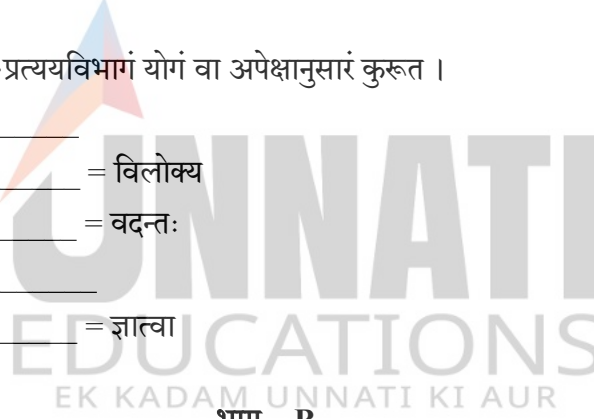 प्रत्ययविभागं योगं वा अपेक्षानुसारं कुरूत ।
= विलोक्य
= वदन्तः
= ज्ञात्वा
UNNATI
EDUCATIONS
EK KADAM UNNATI KI AUR